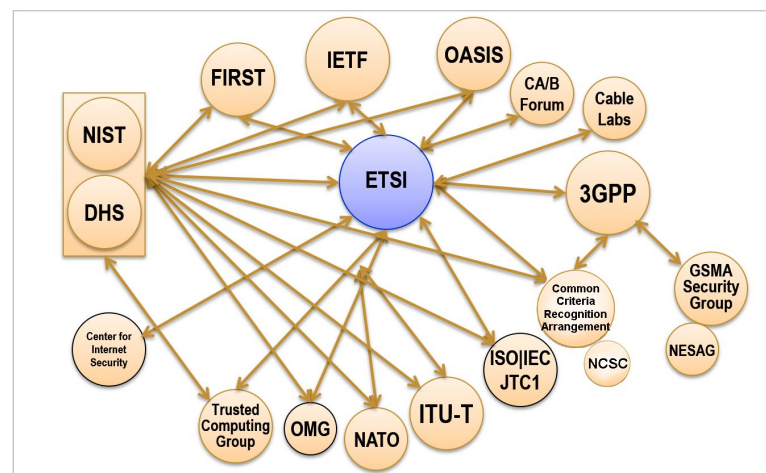 FIRST
IETF
OASIS
CA/B
Forum
Cable
Labs
NIST
DHS
ETSI
3GPP
GSMA
Security
Group
NESAG
Common
Criteria
Recognition
Arrangement
NCSC
Center for
Internet
Security
Trusted
Computing
Group
OMG
NATO
ITU-T
ISO|IEC
JTC1